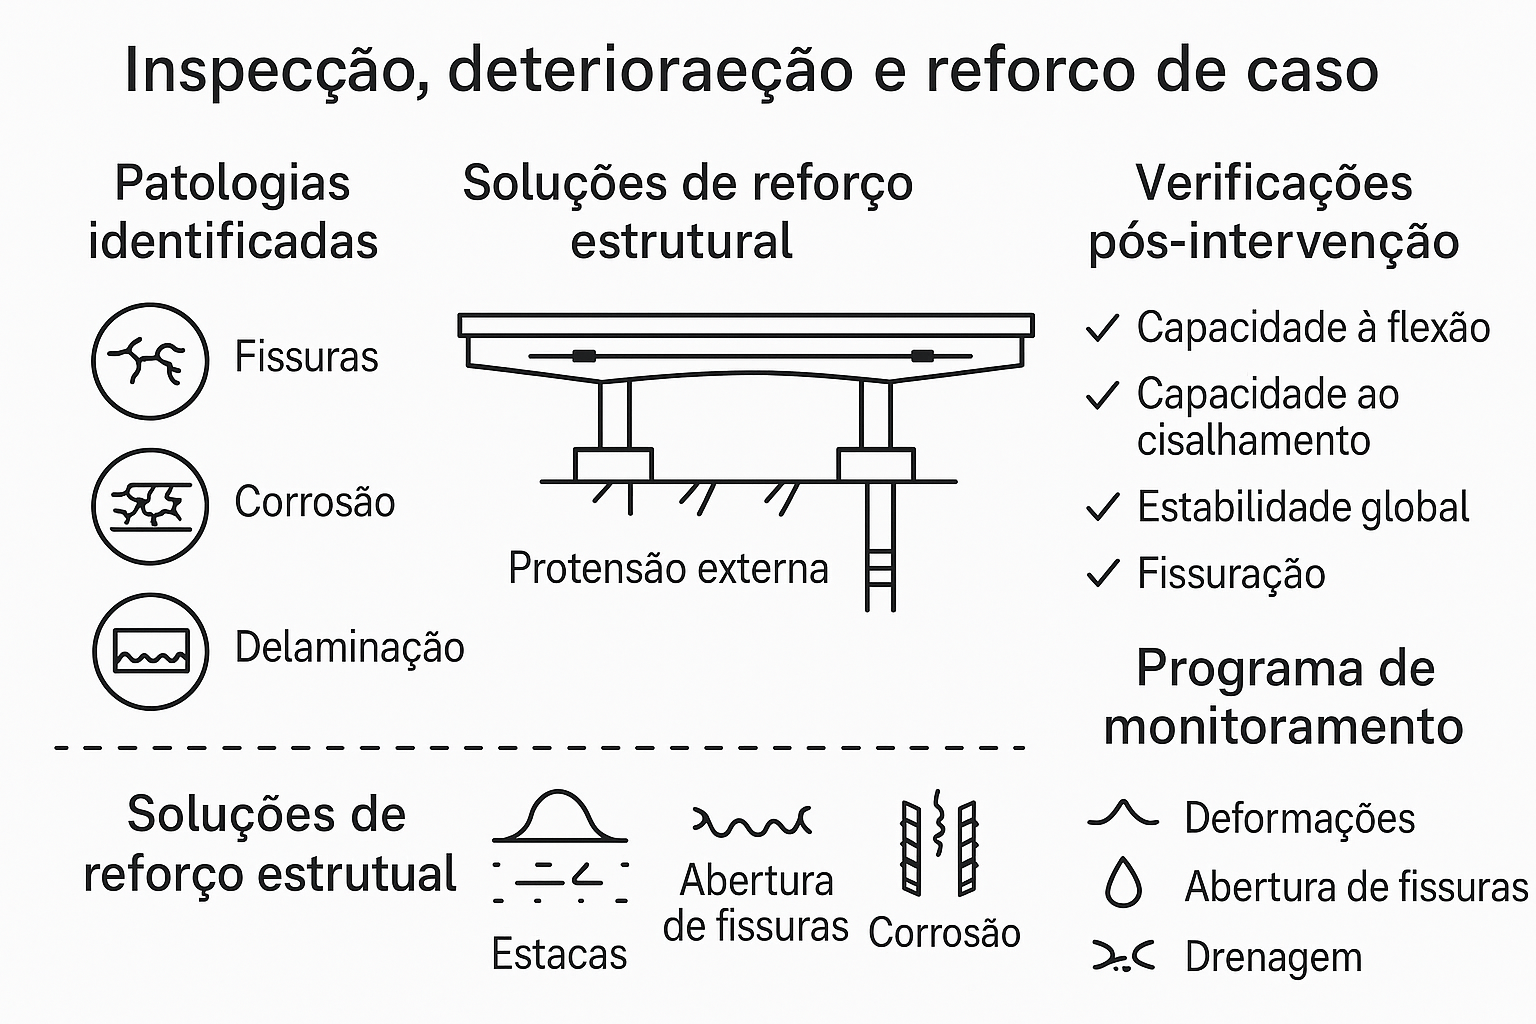 Inspecção, deterioraeção e reforco de caso
Patologias
identificadas
Fissuras
Corrosão
Delaminação
Soluções de reforço
estrutural
Protensão externa
Verificações
pós-intervenção
Capacidade à flexão
Capacidade ao
cisalhamento
Estabilidade global
Fissuração
Programa de
monitoramento
Deformações
Abertura de fissuras
Drenagem
Soluções de
reforço estrutual
Estacas
Abertura
de fissuras
Corrosão